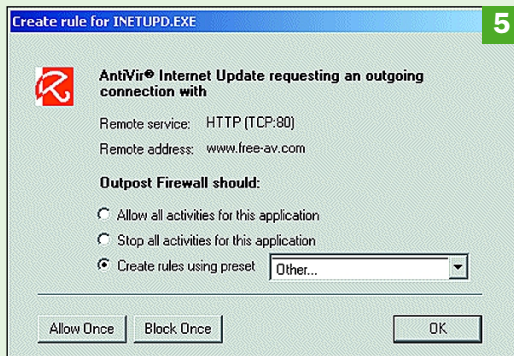 Create rule for INETUPD.EXE
5
AntiVir® Internet Update requesting an outgoing
connection with
Remote service: HTTP (TCP:80)
Remote address: www.free-av.com
Outpost Firewall should:
Allow all activities for this application
Stop all activities for this application
Create rules using preset Other...
Allow Once Block Once OK